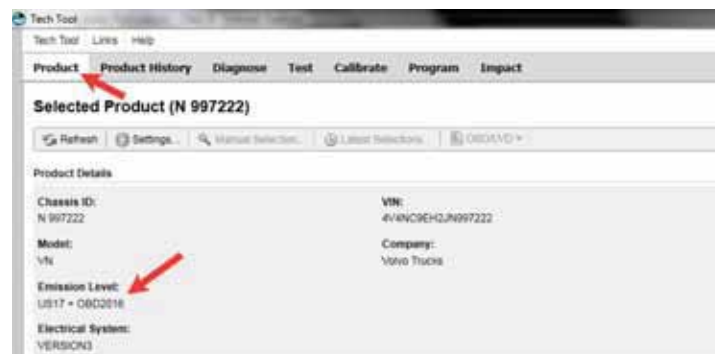 Tech Tool
Tech Tool Links Help
Product Product History Diagnose Test Calibrate Program Impact
Selected Product (N 997222)
Refresh Settings... Manual Selection... Latest Selections OBD/LVD
Product Details
Chassis ID: VIN:
N 997222 4V4NC9EH2JN997222
Model: Company:
VN Volvo Trucks
Emission Level:
US17 + OBD2016
Electrical System:
VERSION3